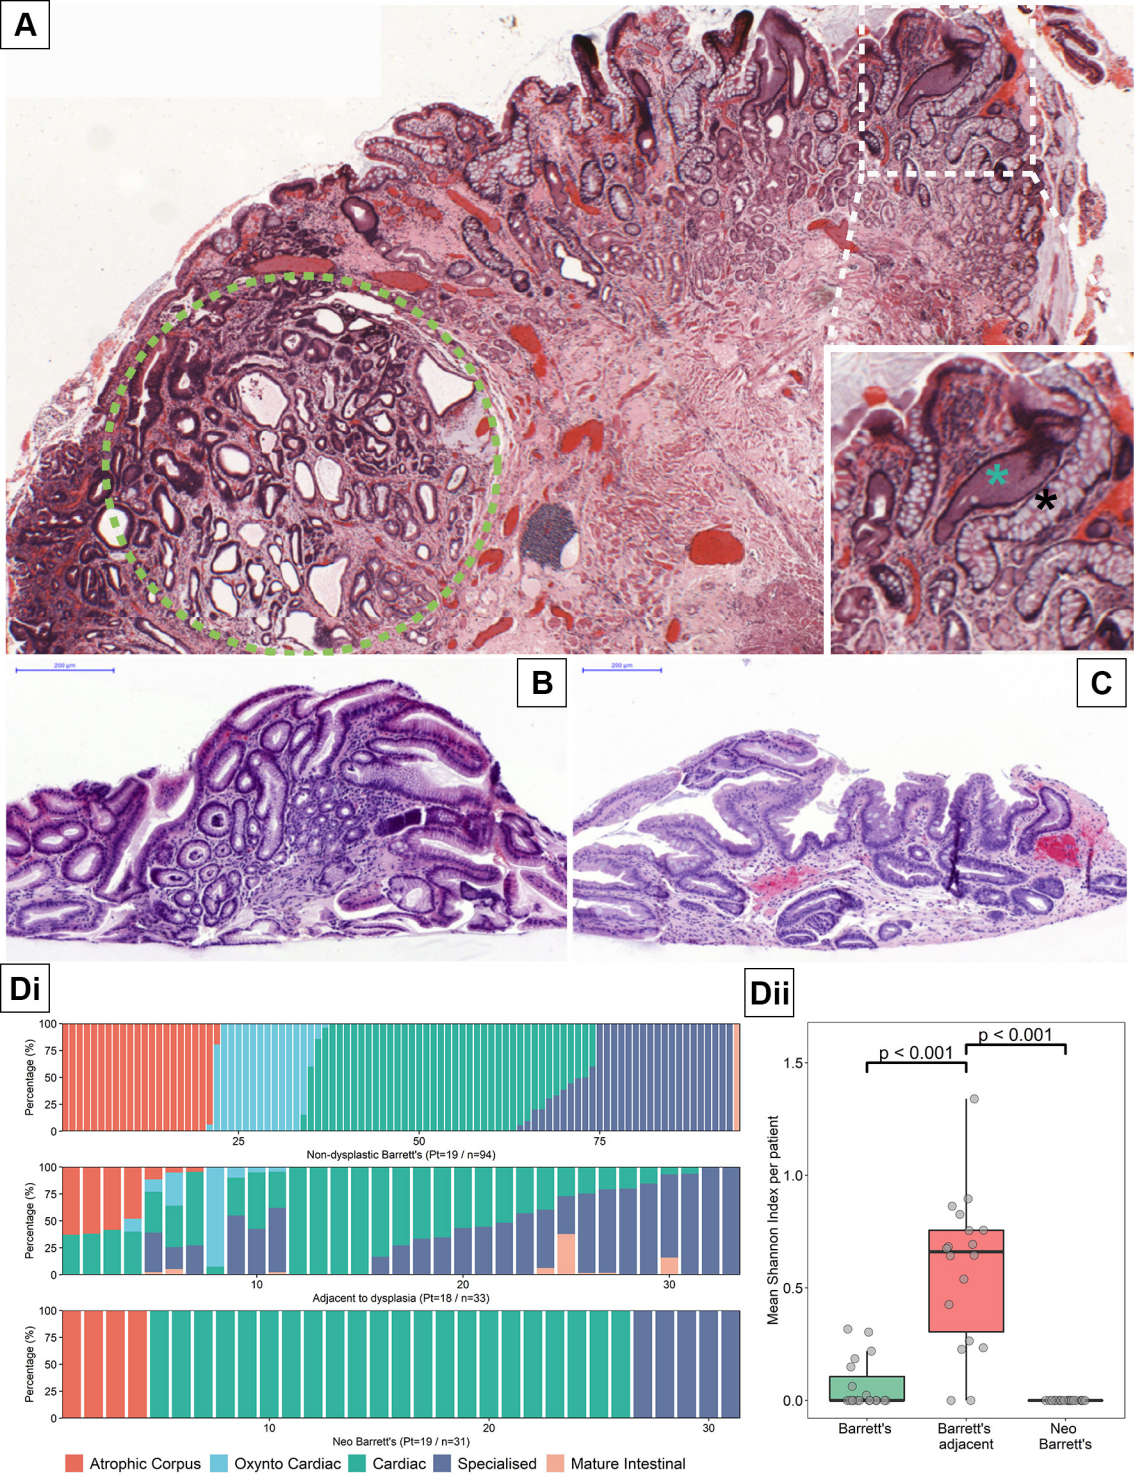 A
200 µm
B
200 µm
C
Di
Percentage (%)
100
75
50
25
0
25
50
75
Non-dysplastic Barrett's (Pt=19 / n=94)
Percentage (%)
100
75
50
25
0
10
20
30
Adjacent to dysplasia (Pt=18 / n=33)
Percentage (%)
100
75
50
25
0
10
20
30
Neo Barrett's (Pt=19 / n=31)
Atrophic Corpus
Oxynto Cardiac
Cardiac
Specialised
Mature Intestinal
Dii
Mean Shannon Index per patient
1.5
1.0
0.5
0.0
p < 0.001
p < 0.001
Barrett's
Barrett's
adjacent
Neo
Barrett's